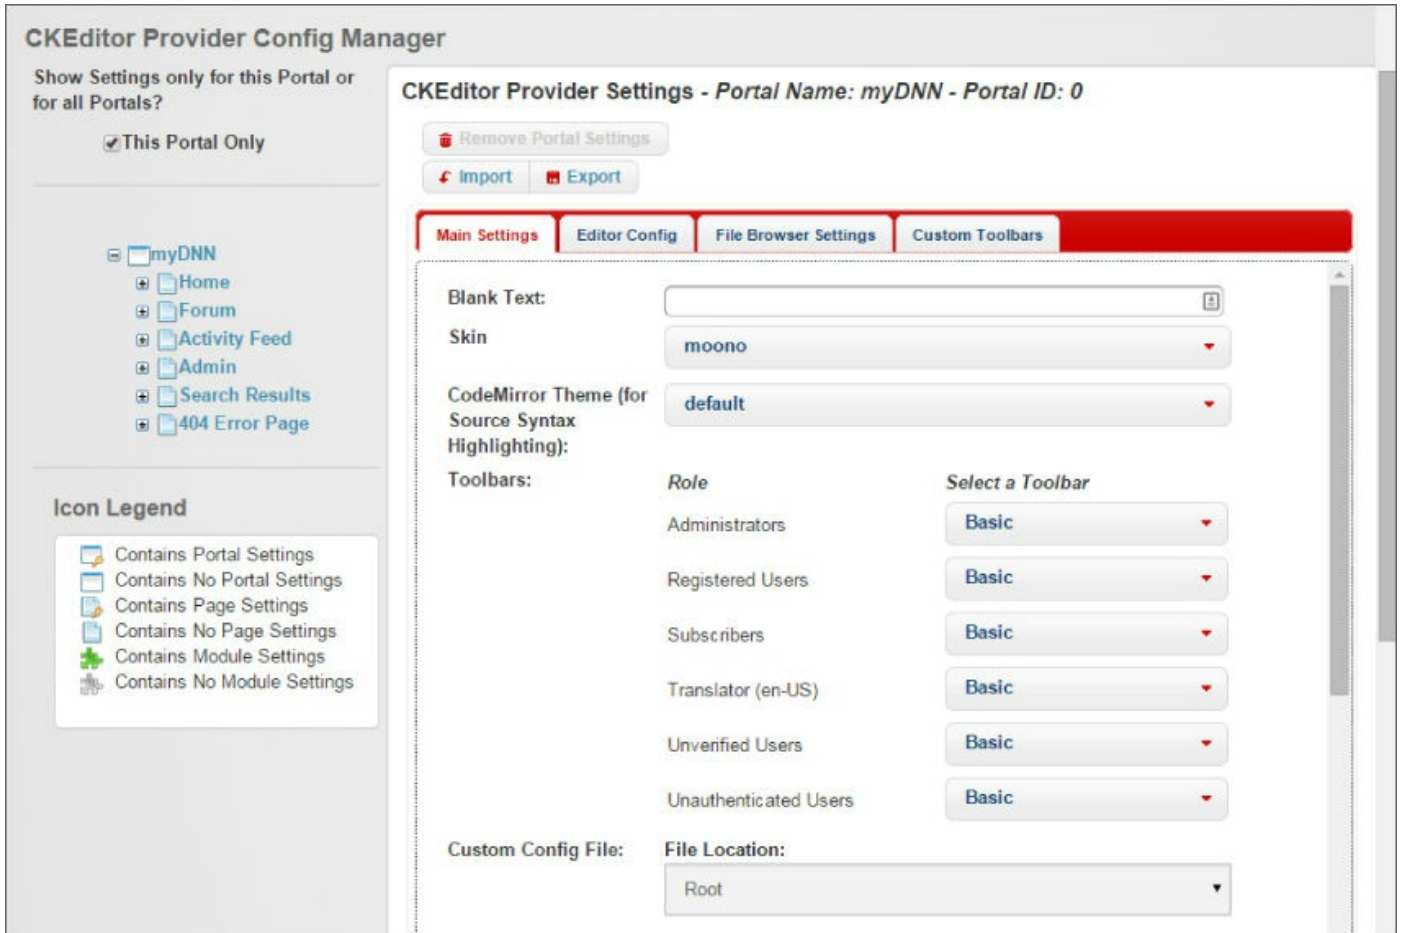 CKEditor Provider Config Manager
Show Settings only for this Portal or
for all Portals?
This Portal Only
myDNN
Home
Forum
Activity Feed
Admin
Search Results
404 Error Page
Icon Legend
Contains Portal Settings
Contains No Portal Settings
Contains Page Settings
Contains No Page Settings
Contains Module Settings
Contains No Module Settings
CKEditor Provider Settings - Portal Name: myDNN - Portal ID: 0
Remove Portal Settings
Import Export
Main Settings Editor Config File Browser Settings Custom Toolbars
Blank Text:
Skin moono
CodeMirror Theme (for default
Source Syntax
Highlighting):
Toolbars: Role Select a Toolbar
Administrators Basic
Registered Users Basic
Subscribers Basic
Translator (en-US) Basic
Unverified Users Basic
Unauthenticated Users Basic
Custom Config File: File Location:
Root